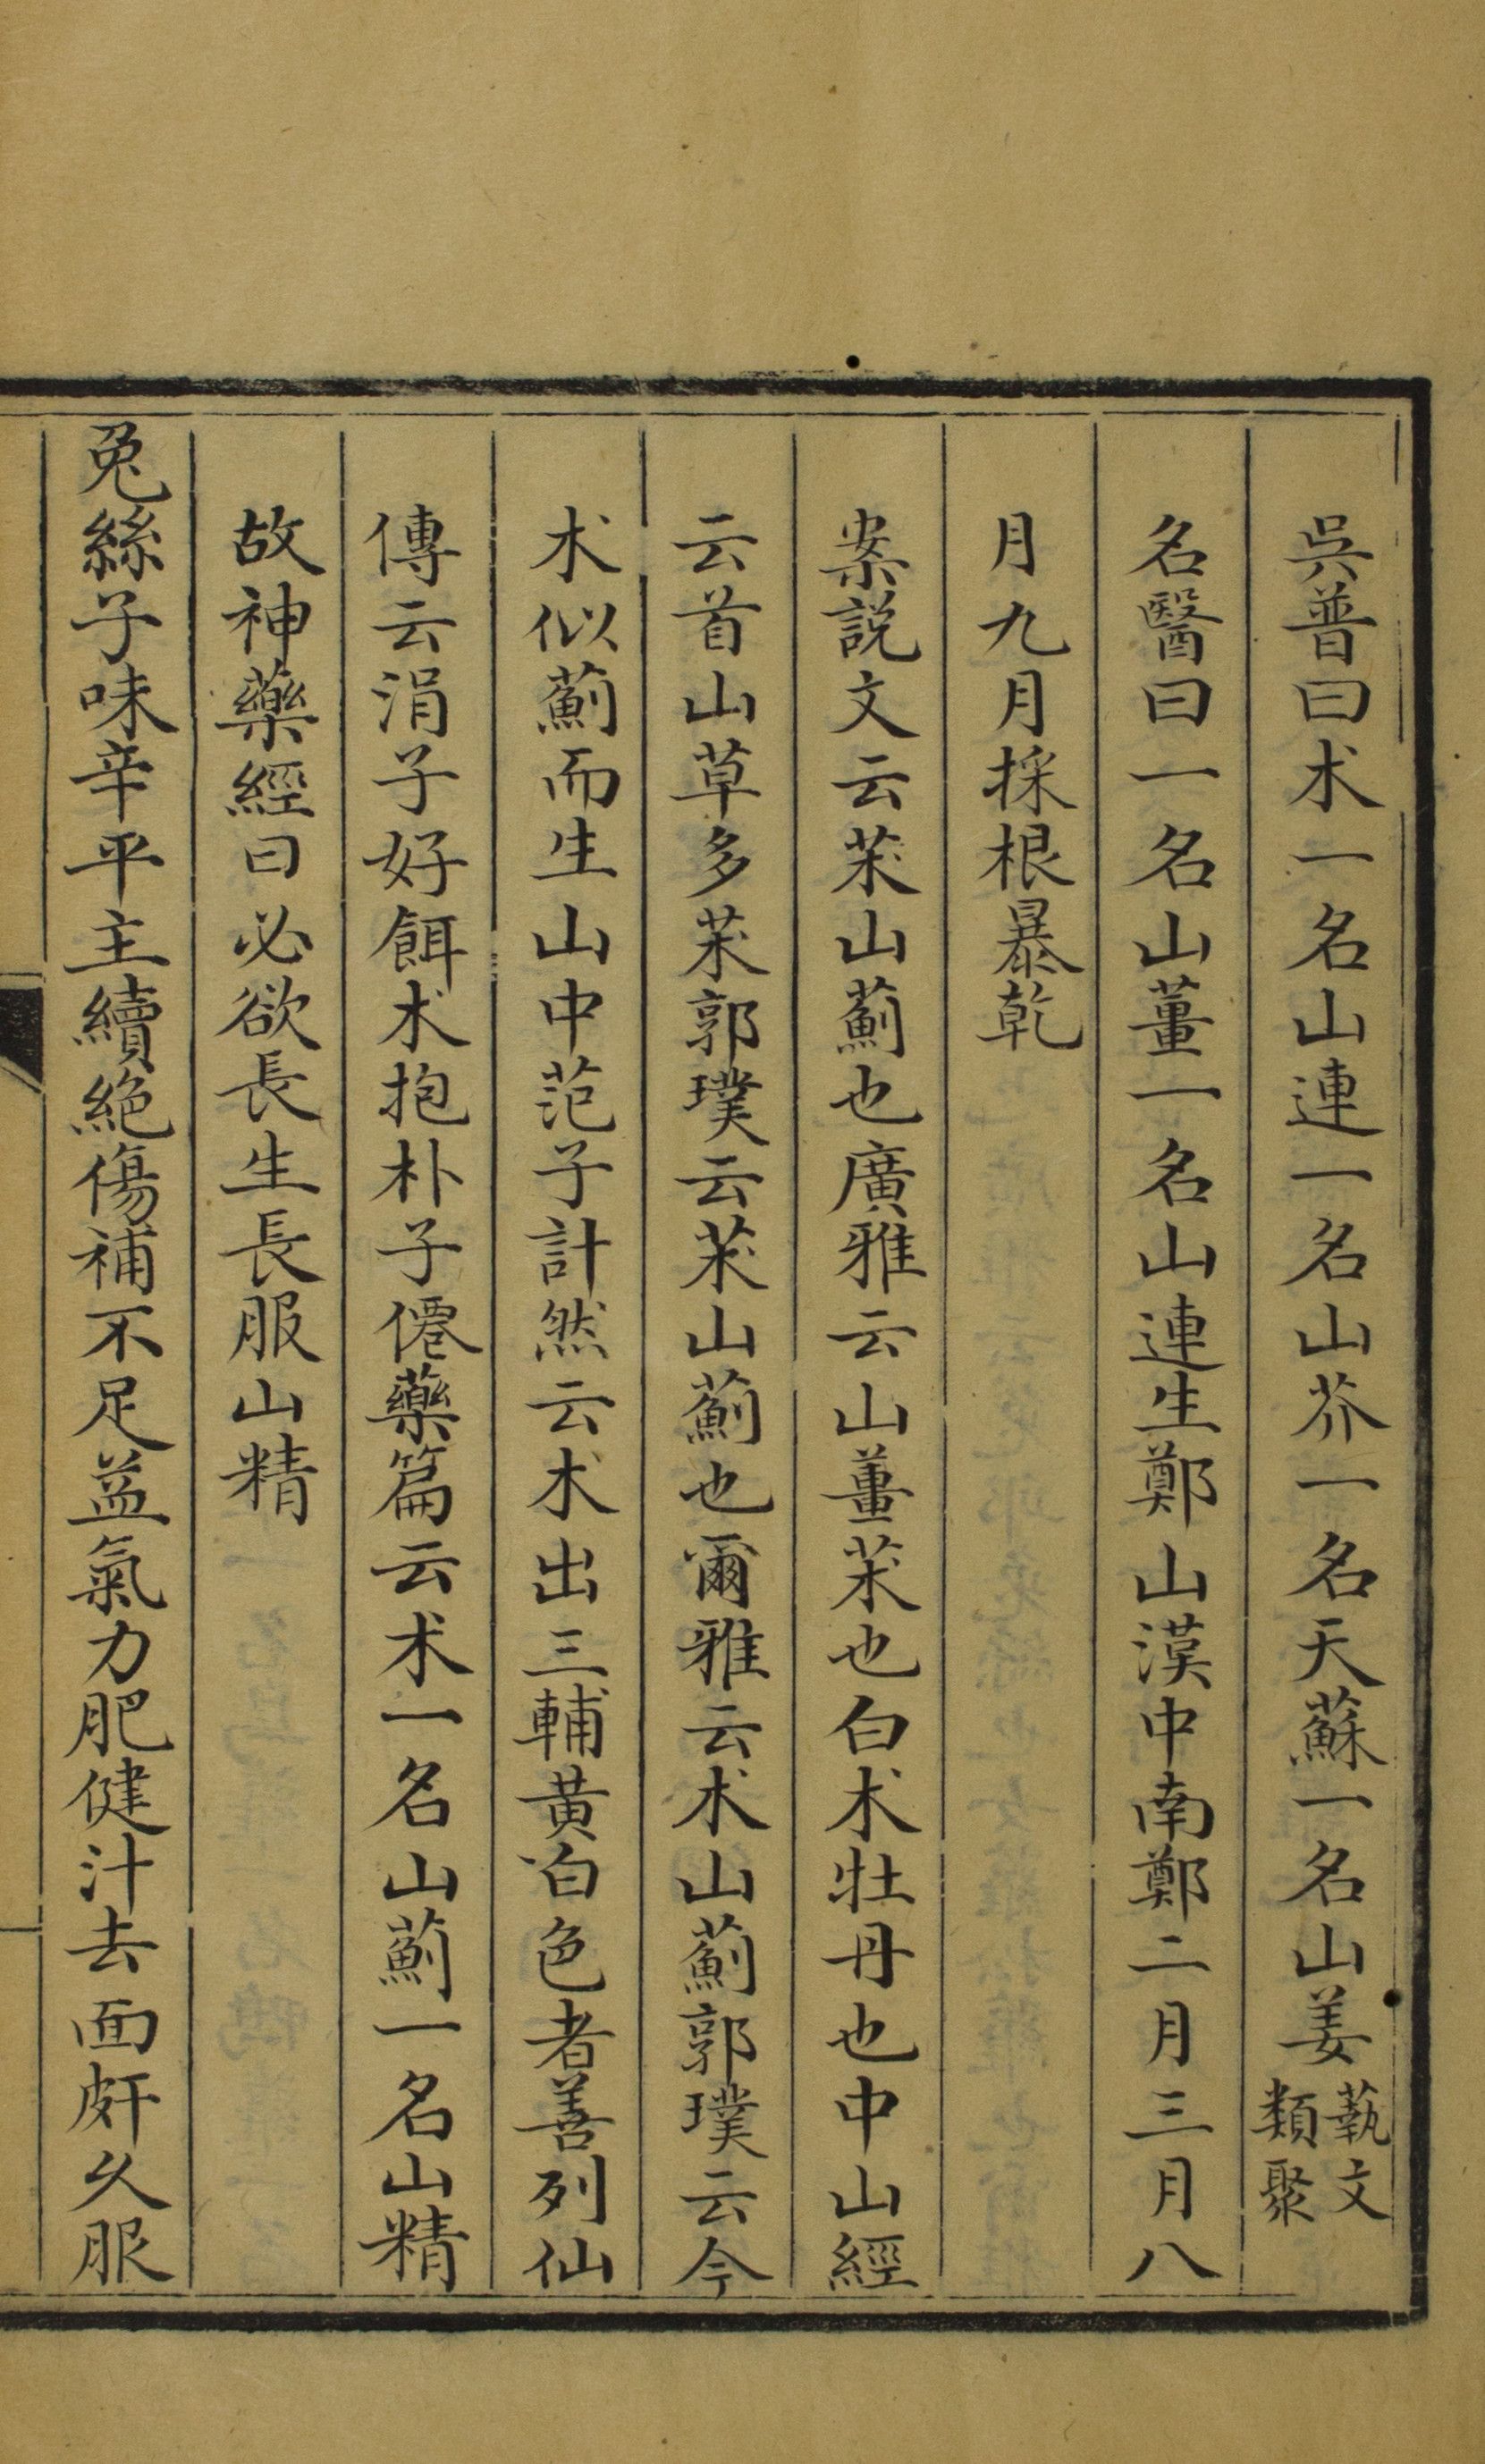 吳普曰术一名山連一名山芥一名天蘇一名山姜藝文類聚
名醫曰一名山薑一名山連生鄭山漢中南鄭二月三月八
月九月採根暴乾
案説文云茮山薊也廣雅云山薑茮也白术牡丹也中山經
云首山草多茮郭璞云茮山薊也爾雅云术山薊郭璞云今
术似薊而生山中范子計然云术出三輔黄白色者善列仙
傳云涓子好餌术抱朴子僊藥篇云术一名山薊一名山精
故神藥經曰必欲長生長服山精
兔絲子味辛平主續絶傷補不足益氣力肥健汁去面皯久服